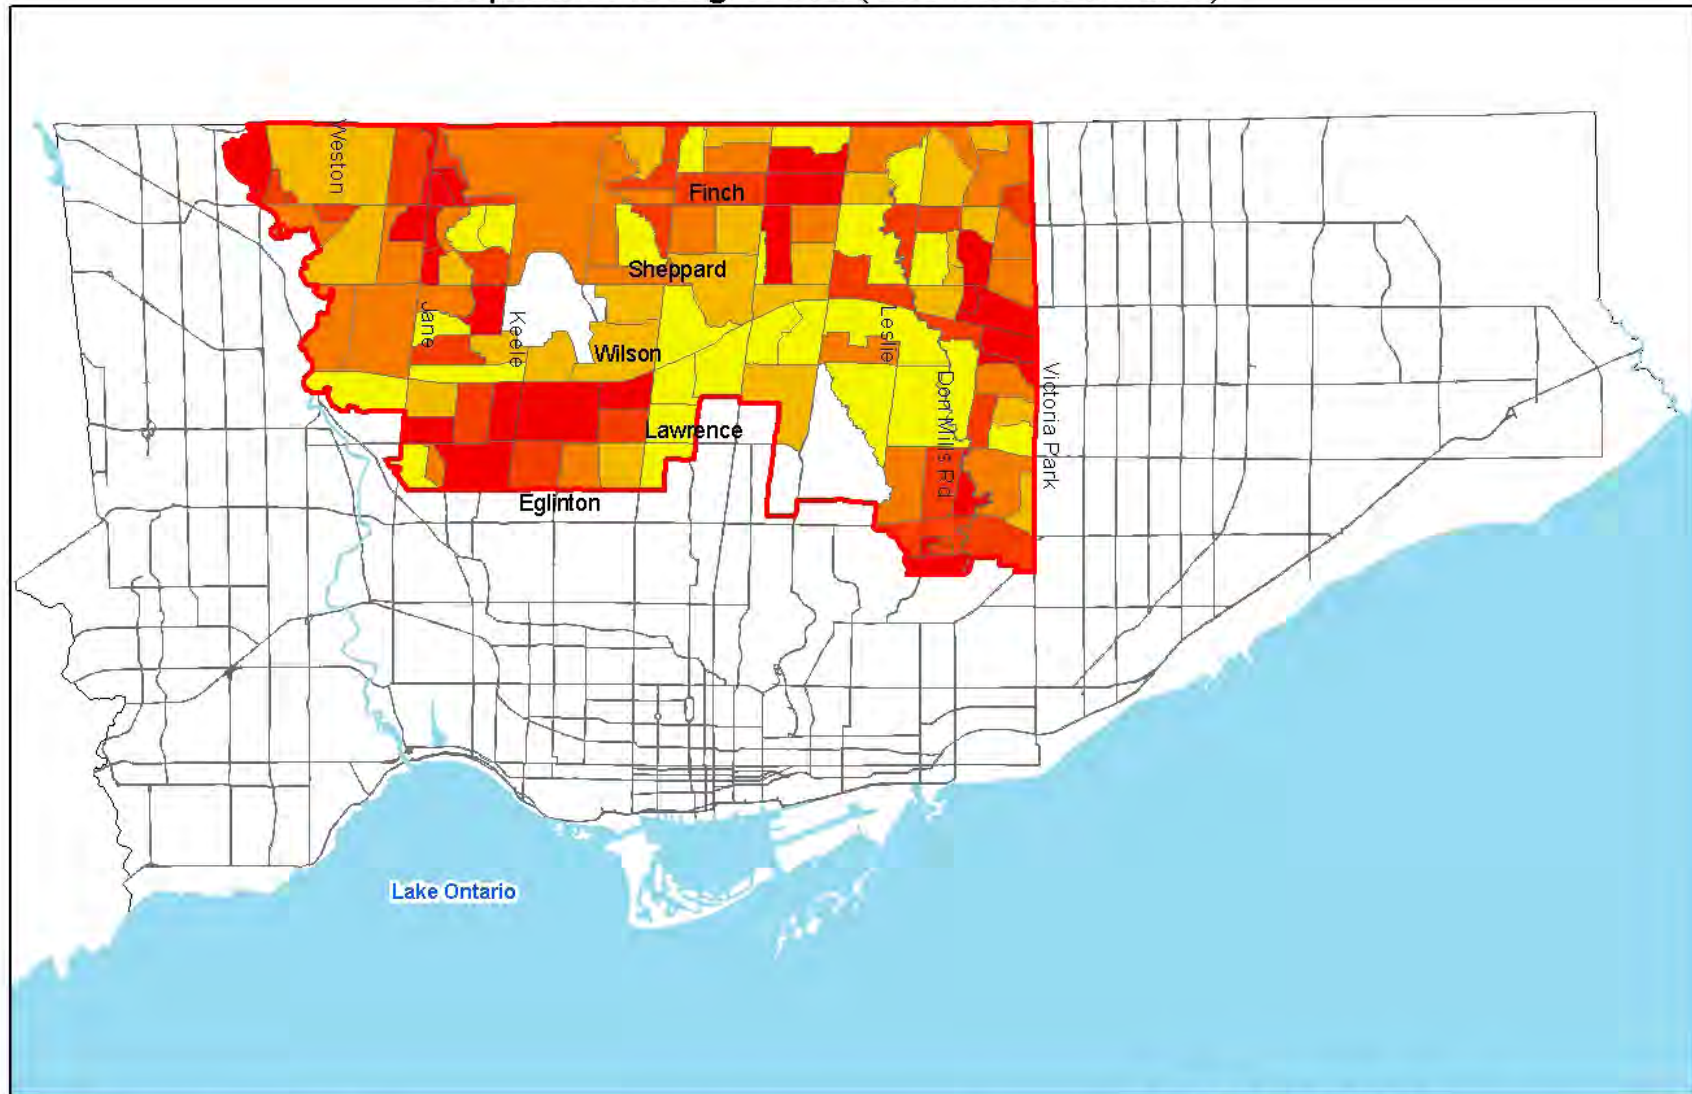 Weston
Finch
Sheppard
Jane
Keele
Leslie
Wilson
Don Mills Rd
Victoria Park
Lawrence
Eglinton
Lake Ontario